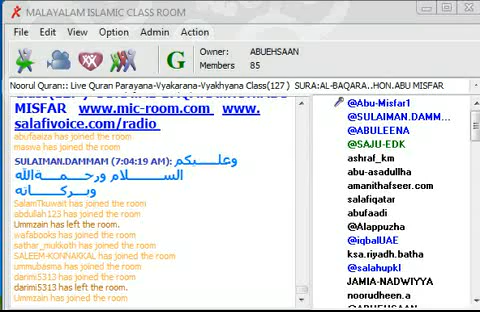 MALAYALAM ISLAMIC CLASS ROOM
File Edit View Option Admin Action
G
Owner: ABUEHSAAN
Members 85
Noorul Quran:: Live Quran Parayana-Vyakarana-Vyakhyana Class(127 ) SURA:AL-BAQARA..HON.ABU MISFAR
MISFAR www.mic-room.com www.
salafivoice.com/radio
abufaaiza has joined the room
maswa has joined the room
SULAIMAN.DAMMAM (7:04:19 AM): وعلـــــيكم
الســـــــلام ورحمـــــةالله
وبــركـــــاته
SalamTkuwait has joined the room
abdullah123 has joined the room
Ummzain has left the room.
wafabooks has joined the room
sathar_mukkoth has joined the room
SALEEM-KONNAKKAL has joined the room
ummubasma has joined the room
darimi5313 has joined the room
darimi5313 has left the room.
Ummzain has joined the room
@Abu-Misfar1
@SULAIMAN.DAMM...
@ABULEENA
@SAJU-EDK
ashraf_km
abu-asadullha
amanithafseer.com
salafiqatar
abufaadi
@Alappuzha
@iqbalUAE
ksa.riyadh.batha
@salahupkl
JAMIA-NADWIYYA
noorudheen.a